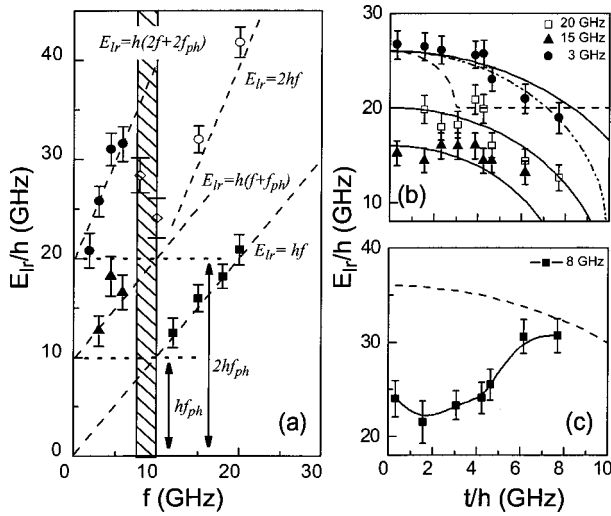 40
30
20
10
0
E_lr/h (GHz)
E_lr=h(2f+2f_ph)
E_lr=2hf
E_lr=h(f+f_ph)
E_lr=hf
2hf_ph
hf_ph
(a)
0
10
20
30
f (GHz)
30
20
10
20 GHz
15 GHz
3 GHz
(b)
E_lr/h (GHz)
40
30
20
8 GHz
(c)
0
2
4
6
8
10
t/h (GHz)